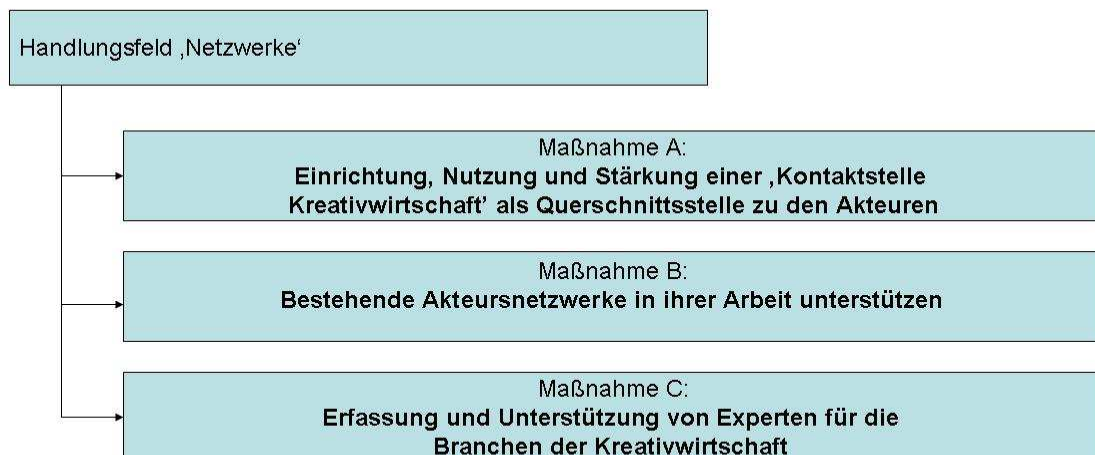 Handlungsfeld ‚Netzwerke‘
Maßnahme A:
Einrichtung, Nutzung und Stärkung einer ‚Kontaktstelle
Kreativwirtschaft’ als Querschnittsstelle zu den Akteuren
Maßnahme B:
Bestehende Akteursnetzwerke in ihrer Arbeit unterstützen
Maßnahme C:
Erfassung und Unterstützung von Experten für die
Branchen der Kreativwirtschaft